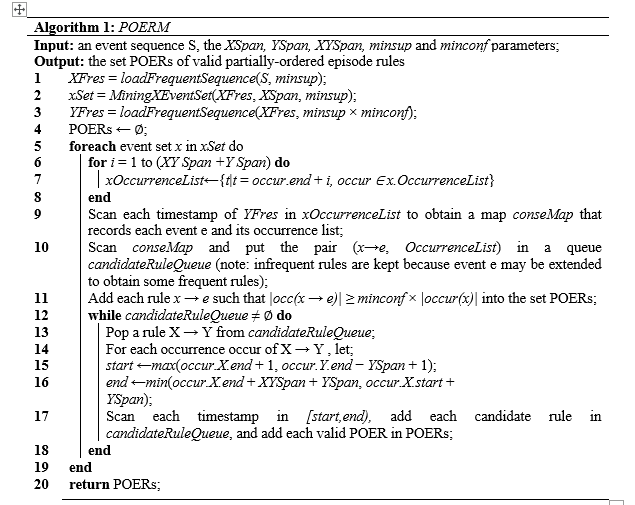 Algorithm 1: POERM
Input: an event sequence S, the XSpan, YSpan, XYSpan, minsup and minconf parameters;
Output: the set POERs of valid partially-ordered episode rules
1 XFres = loadFrequentSequence(S, minsup);
2 xSet = MiningXEventSet(XFres, XSpan, minsup);
3 YFres = loadFrequentSequence(XFres, minsup × minconf);
4 POERs ← Ø;
5 foreach event set x in xSet do
6 for i = 1 to (XY Span +Y Span) do
7 xOccurrenceList←{t|t = occur.end + i, occur ∈x.OccurrenceList}
8 end
9 Scan each timestamp of YFres in xOccurrenceList to obtain a map conseMap that
records each event e and its occurrence list;
10 Scan conseMap and put the pair (x→e, OccurrenceList) in a queue
candidateRuleQueue (note: infrequent rules are kept because event e may be extended
to obtain some frequent rules);
11 Add each rule x → e such that |occ(x → e)| ≥ minconf × |occur(x)| into the set POERs;
12 while candidateRuleQueue ≠ Ø do
13 Pop a rule X → Y from candidateRuleQueue;
14 For each occurrence occur of X → Y , let;
15 start ←max(occur.X.end + 1, occur.Y.end − YSpan + 1);
16 end ←min(occur.X.end + XYSpan + YSpan, occur.X.start +
YSpan);
17 Scan each timestamp in [start,end), add each candidate rule in
candidateRuleQueue, and add each valid POER in POERs;
18 end
19 end
20 return POERs;